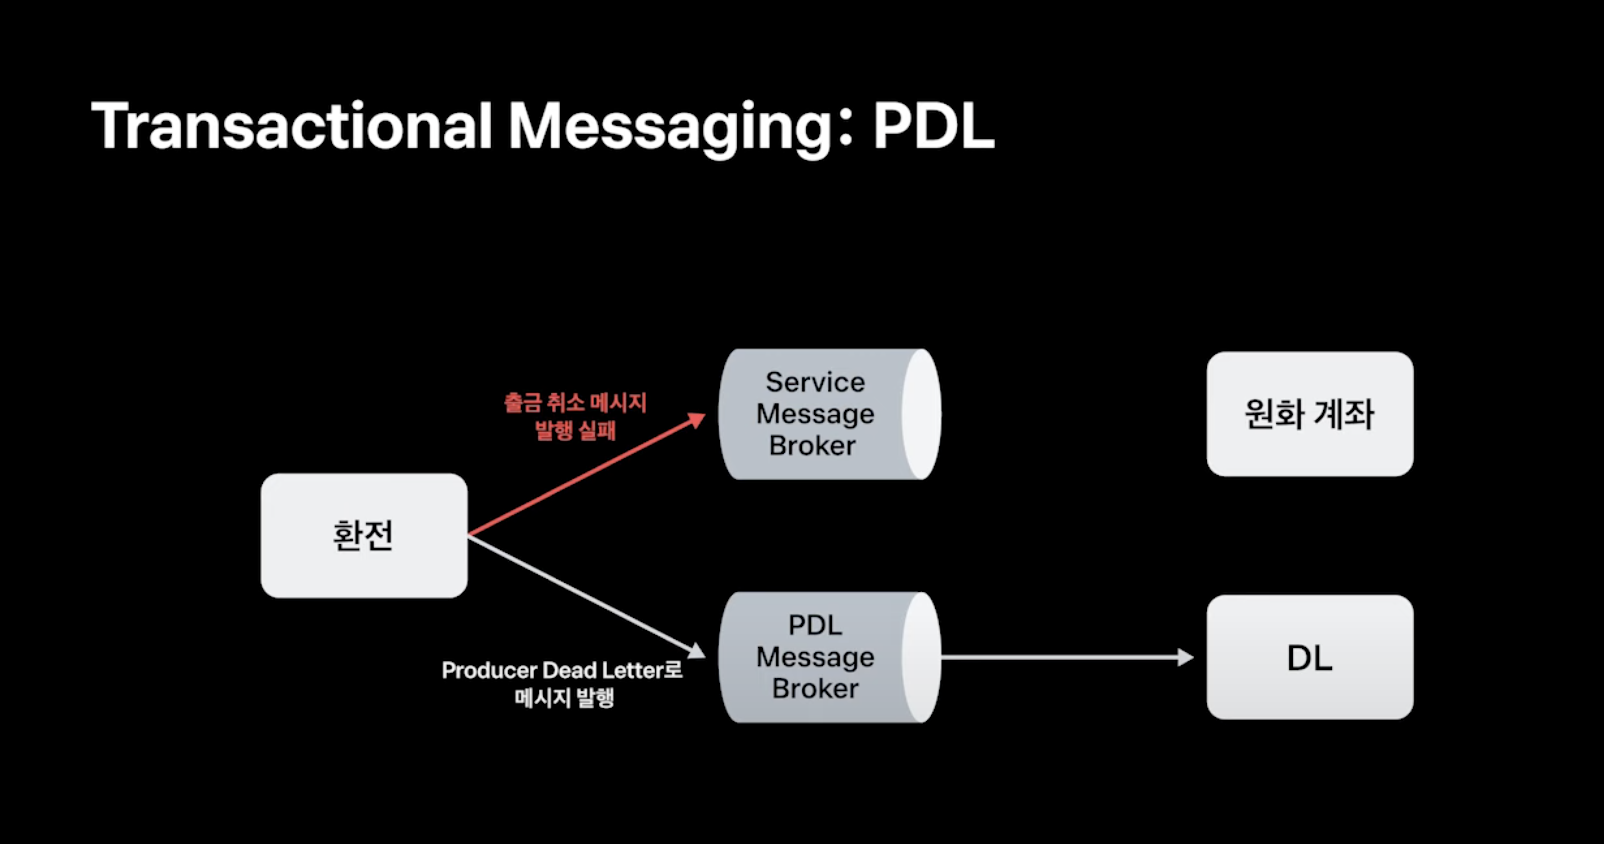 Transactional Messaging: PDL
출금 취소 메시지
발행 실패
Service
Message
Broker
원화 계좌
환전
Producer Dead Letter로
메시지 발행
PDL
Message
Broker
DL